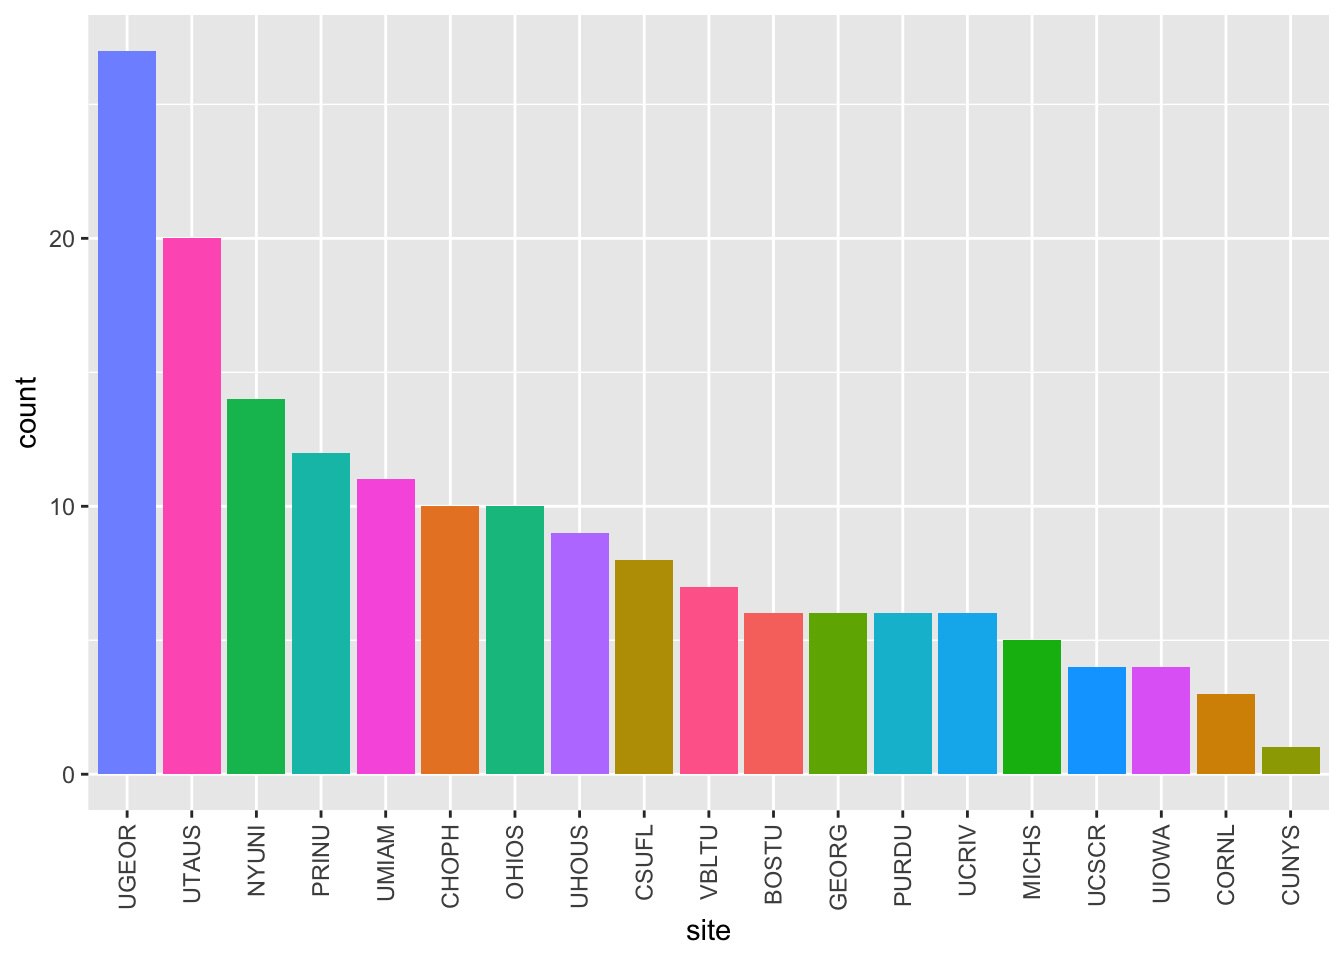 count
20
10
0
UGEOR
UTAUS
NYUNI
PRINU
UMIAM
CHOPH
OHIOS
UHOUS
CSUFL
VBLTU
BOSTU
GEORG
PURDU
UCRIV
MICHS
UCSCR
UIOWA
CORNL
CUNYS
site